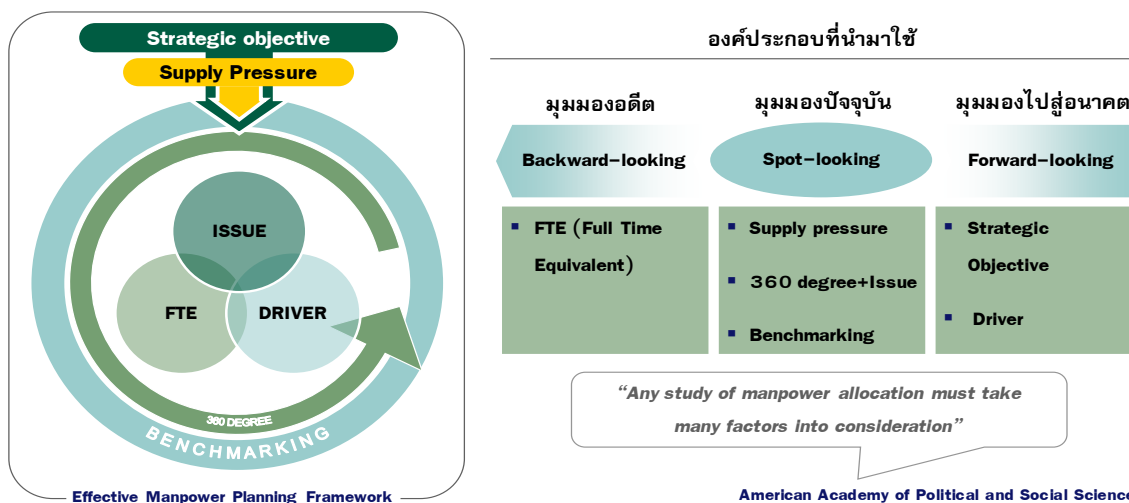 Strategic objective
Supply Pressure
ISSUE
FTE
DRIVER
360 DEGREE
BENCHMARKING
Effective Manpower Planning Framework
องค์ประกอบที่นำมาใช้
มุมมองอดีต
มุมมองปัจจุบัน
มุมมองไปสู่อนาคต
Backward-looking
Spot-looking
Forward-looking
▪ FTE (Full Time
Equivalent)
▪ Supply pressure
▪ 360 degree+Issue
▪ Benchmarking
▪ Strategic
Objective
▪ Driver
“Any study of manpower allocation must take
many factors into consideration”
American Academy of Political and Social Science